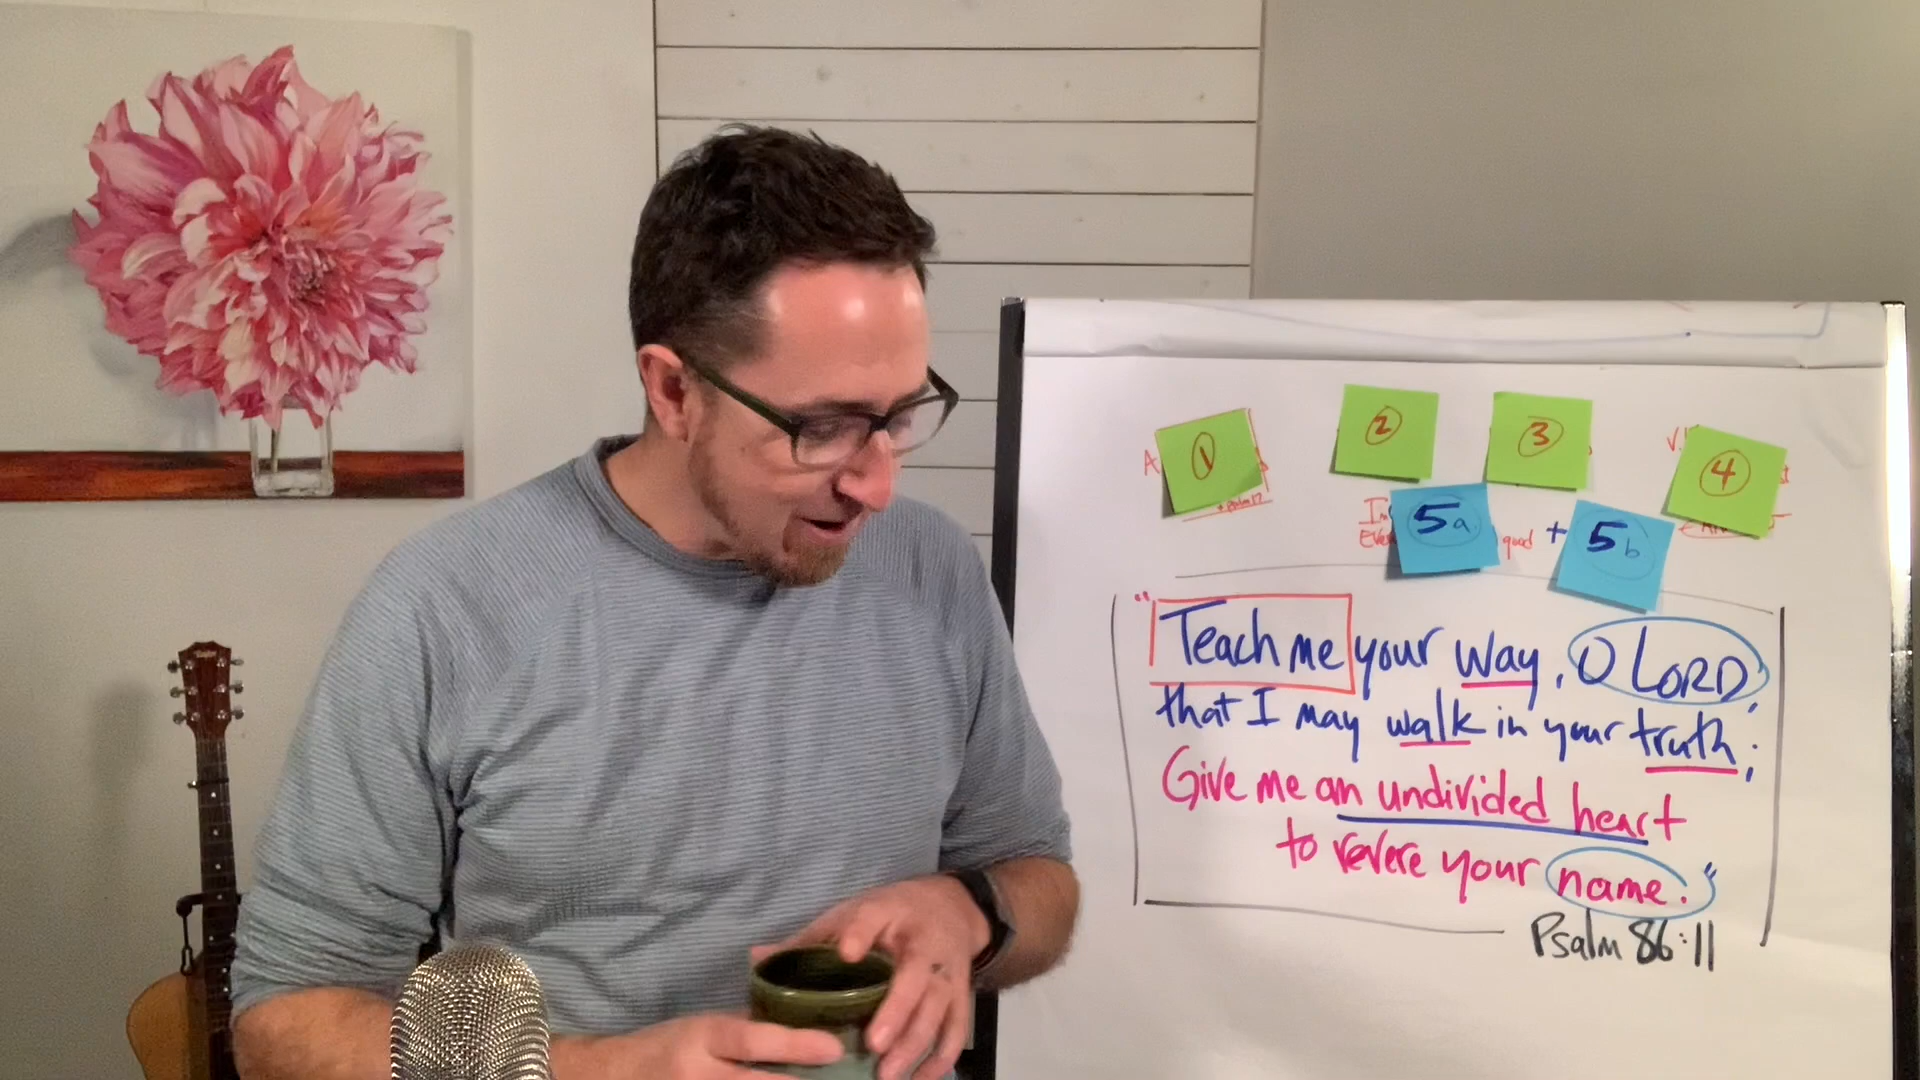 Taylor
1
2
3
4
5a
+
5b
good
"Teach me your way, O LORD,
that I may walk in your truth;
Give me an undivided heart
to revere your name."
Psalm 86:11